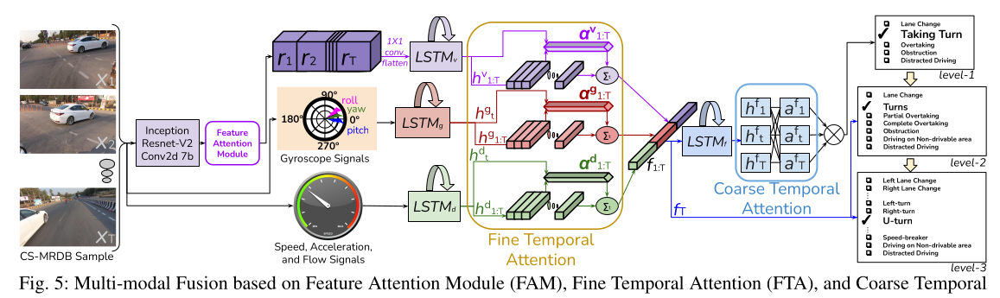 X1
X2
XT
CS-MRDB Sample
Inception
Resnet-V2
Conv2d 7b
Feature
Attention
Module
r1 r2 rT
1X1
conv.
flatten
LSTMv
90°
roll
yaw
180°
0°
pitch
270°
Gyroscope Signals
LSTMg
SPEED
Speed, Acceleration,
and Flow Signals
LSTMd
αv1:T
hv1:T
Σt
αg1:T
hgt
hg1:T
Σt
hdt
αd1:T
hd1:T
Σt
Fine Temporal
Attention
f1:T
fT
LSTMf
hf1 af1
hft aft
hfT afT
Coarse Temporal
Attention
Lane Change
Taking Turn
Overtaking
Obstruction
Distracted Driving
level-1
Lane Change
Turns
Partial Overtaking
Complete Overtaking
Obstruction
Driving on Non-drivable area
Distracted Driving
level-2
Left Lane Change
Right Lane Change
Left-turn
Right-turn
U-turn
Speed-breaker
Driving on Non-drivable area
Distracted Driving
level-3
Fig. 5: Multi-modal Fusion based on Feature Attention Module (FAM), Fine Temporal Attention (FTA), and Coarse Temporal